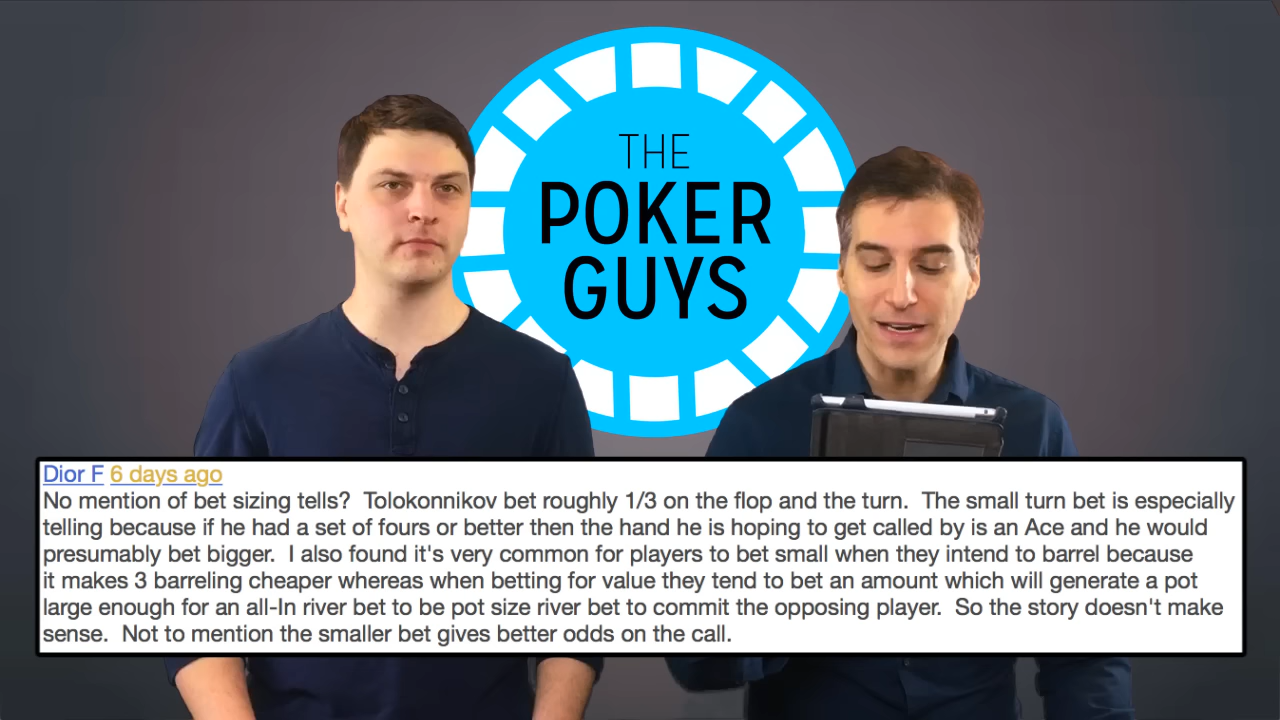 THE
POKER
GUYS
Dior F 6 days ago
No mention of bet sizing tells?  Tolokonnikov bet roughly 1/3 on the flop and the turn.  The small turn bet is especially
telling because if he had a set of fours or better then the hand he is hoping to get called by is an Ace and he would
presumably bet bigger.  I also found it's very common for players to bet small when they intend to barrel because
it makes 3 barreling cheaper whereas when betting for value they tend to bet an amount which will generate a pot
large enough for an all-In river bet to be pot size river bet to commit the opposing player.  So the story doesn't make
sense.  Not to mention the smaller bet gives better odds on the call.